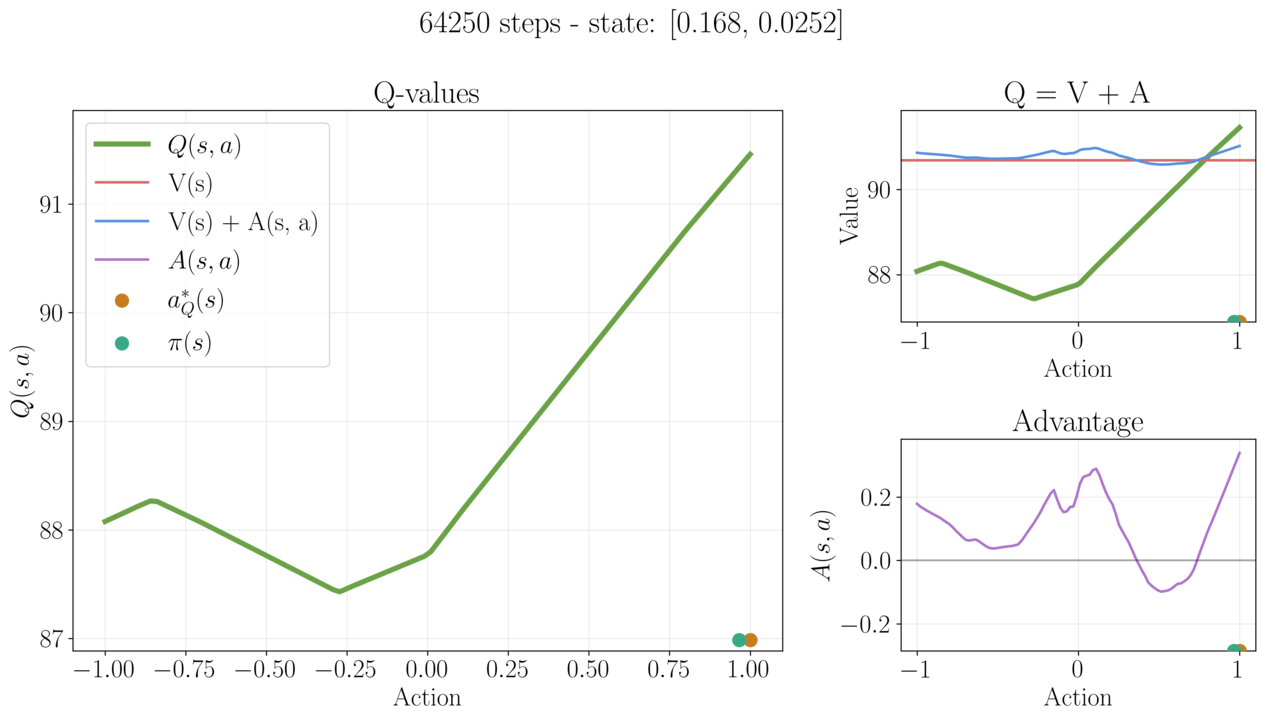 64250 steps - state: [0.168, 0.0252]
Q-values
Q(s, a)
V(s)
V(s) + A(s, a)
A(s, a)
a*Q(s)
π(s)
Q(s, a)
91
90
89
88
87
−1.00 −0.75 −0.50 −0.25 0.00 0.25 0.50 0.75 1.00
Action
Q = V + A
Value
90
88
−1 0 1
Action
Advantage
A(s, a)
0.2
0.0
−0.2
−1 0 1
Action